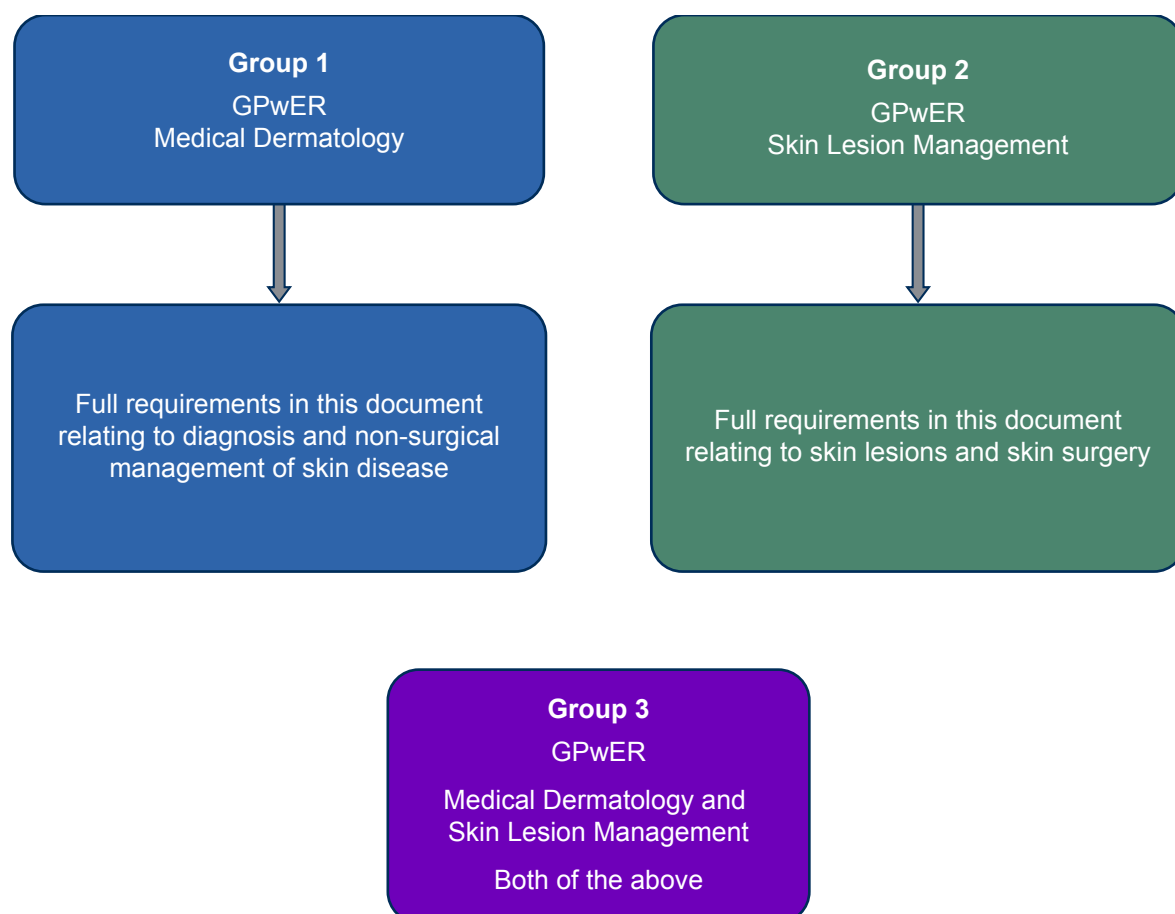 Group 1
GPwER
Medical Dermatology
Group 2
GPwER
Skin Lesion Management
Full requirements in this document
relating to diagnosis and non-surgical
management of skin disease
Full requirements in this document
relating to skin lesions and skin surgery
Group 3
GPwER
Medical Dermatology and
Skin Lesion Management
Both of the above